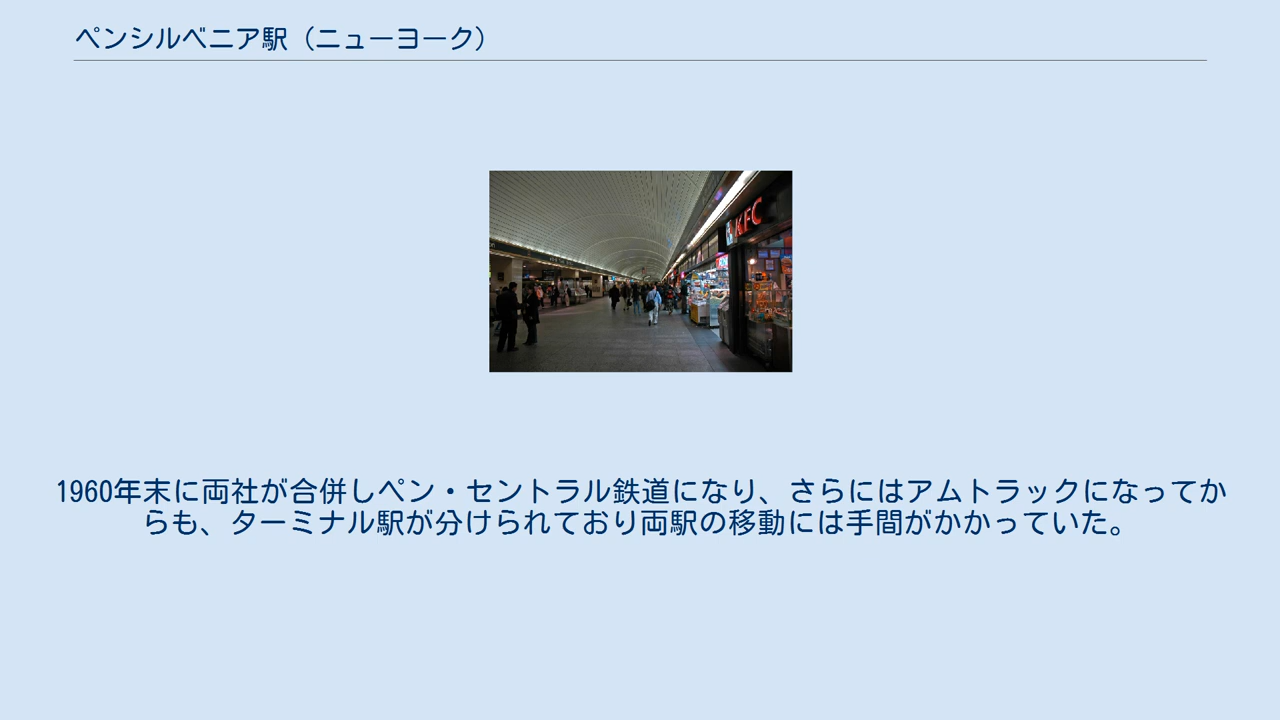 ペンシルベニア駅（ニューヨーク）
KFC
1960年末に両社が合併しペン・セントラル鉄道になり、さらにはアムトラックになってか
らも、ターミナル駅が分けられており両駅の移動には手間がかかっていた。